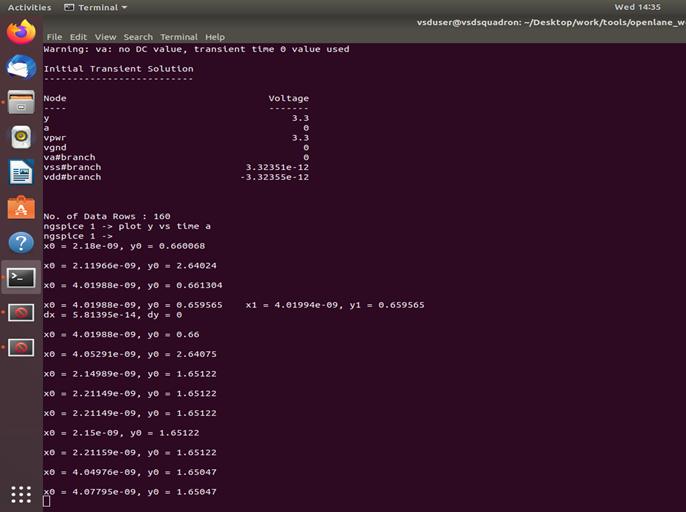 Activities
Terminal
Wed 14:35
vsduser@vsdsquadron: ~/Desktop/work/tools/openlane_w
File Edit View Search Terminal Help
Warning: va: no DC value, transient time 0 value used
Initial Transient Solution
--------------------------
Node Voltage
---- -------
y 3.3
a 0
vpwr 3.3
vgnd 0
va#branch 0
vss#branch 3.32351e-12
vdd#branch -3.32355e-12
No. of Data Rows : 160
ngspice 1 -> plot y vs time a
ngspice 1 ->
x0 = 2.18e-09, y0 = 0.660068
x0 = 2.11966e-09, y0 = 2.64024
x0 = 4.01988e-09, y0 = 0.661304
x0 = 4.01988e-09, y0 = 0.659565 x1 = 4.01994e-09, y1 = 0.659565
dx = 5.81395e-14, dy = 0
x0 = 4.01988e-09, y0 = 0.66
x0 = 4.05291e-09, y0 = 2.64075
x0 = 2.14989e-09, y0 = 1.65122
x0 = 2.21149e-09, y0 = 1.65122
x0 = 2.21149e-09, y0 = 1.65122
x0 = 2.15e-09, y0 = 1.65122
x0 = 2.21159e-09, y0 = 1.65122
x0 = 4.04976e-09, y0 = 1.65047
x0 = 4.07795e-09, y0 = 1.65047